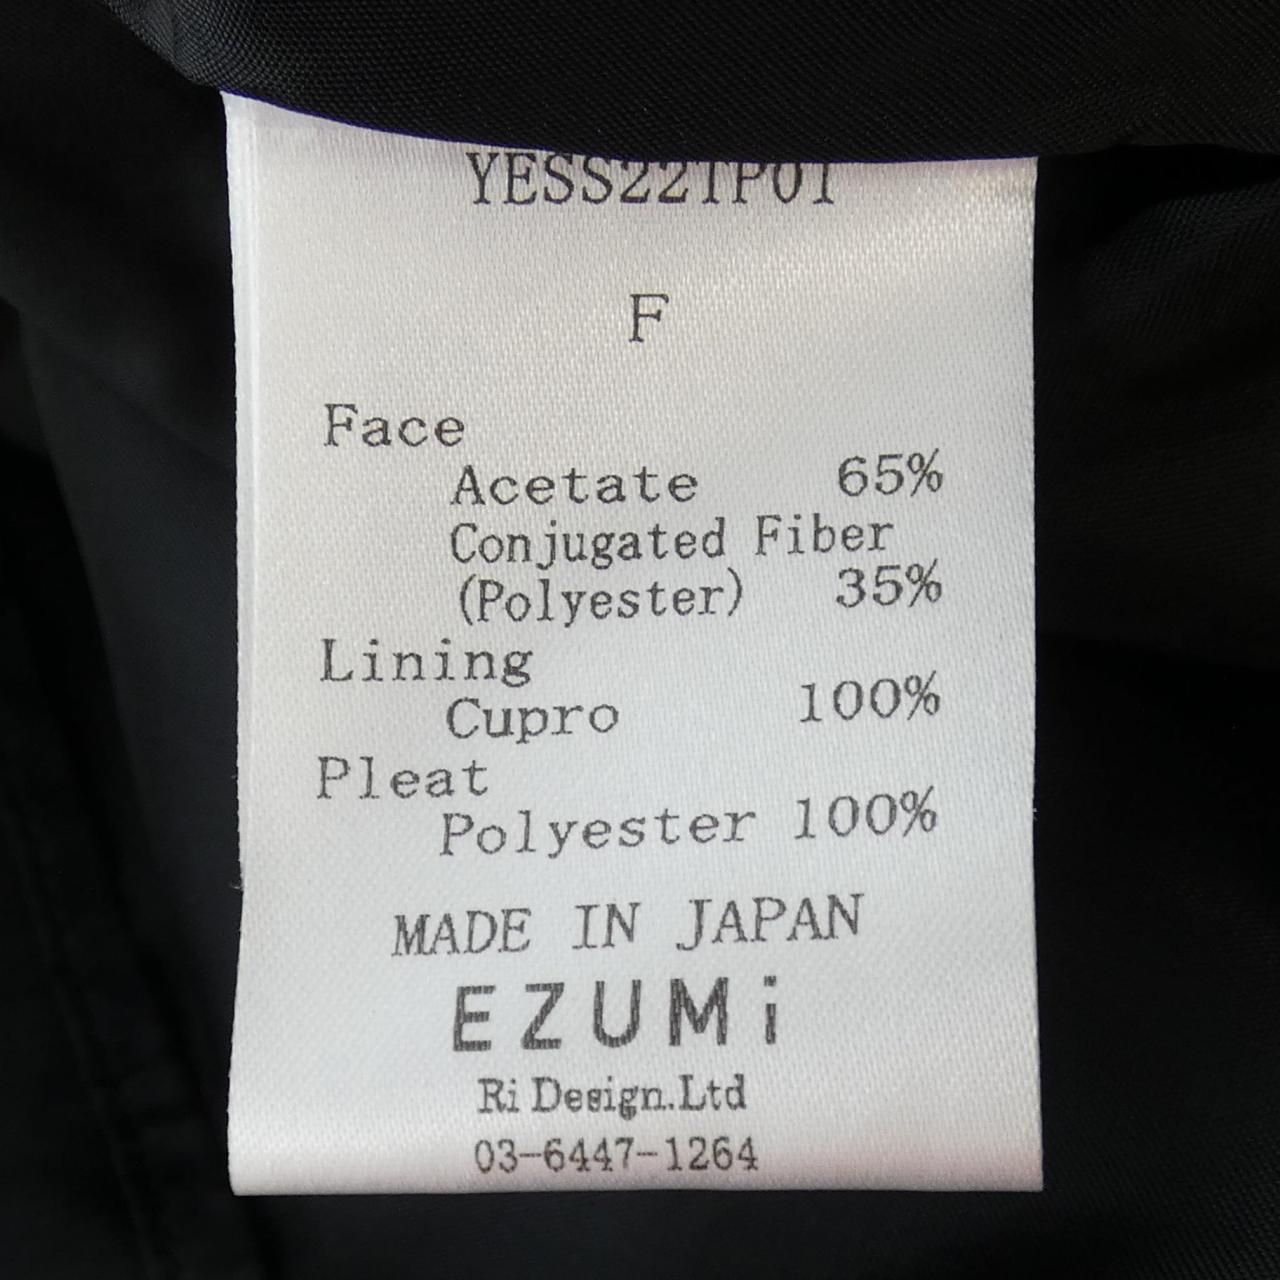 YESS22TP01
F
Face
Acetate 65%
Conjugated Fiber
(Polyester) 35%
Lining
Cupro 100%
Pleat
Polyester 100%
MADE IN JAPAN
EZUMi
Ri Design.Ltd
03-6447-1264